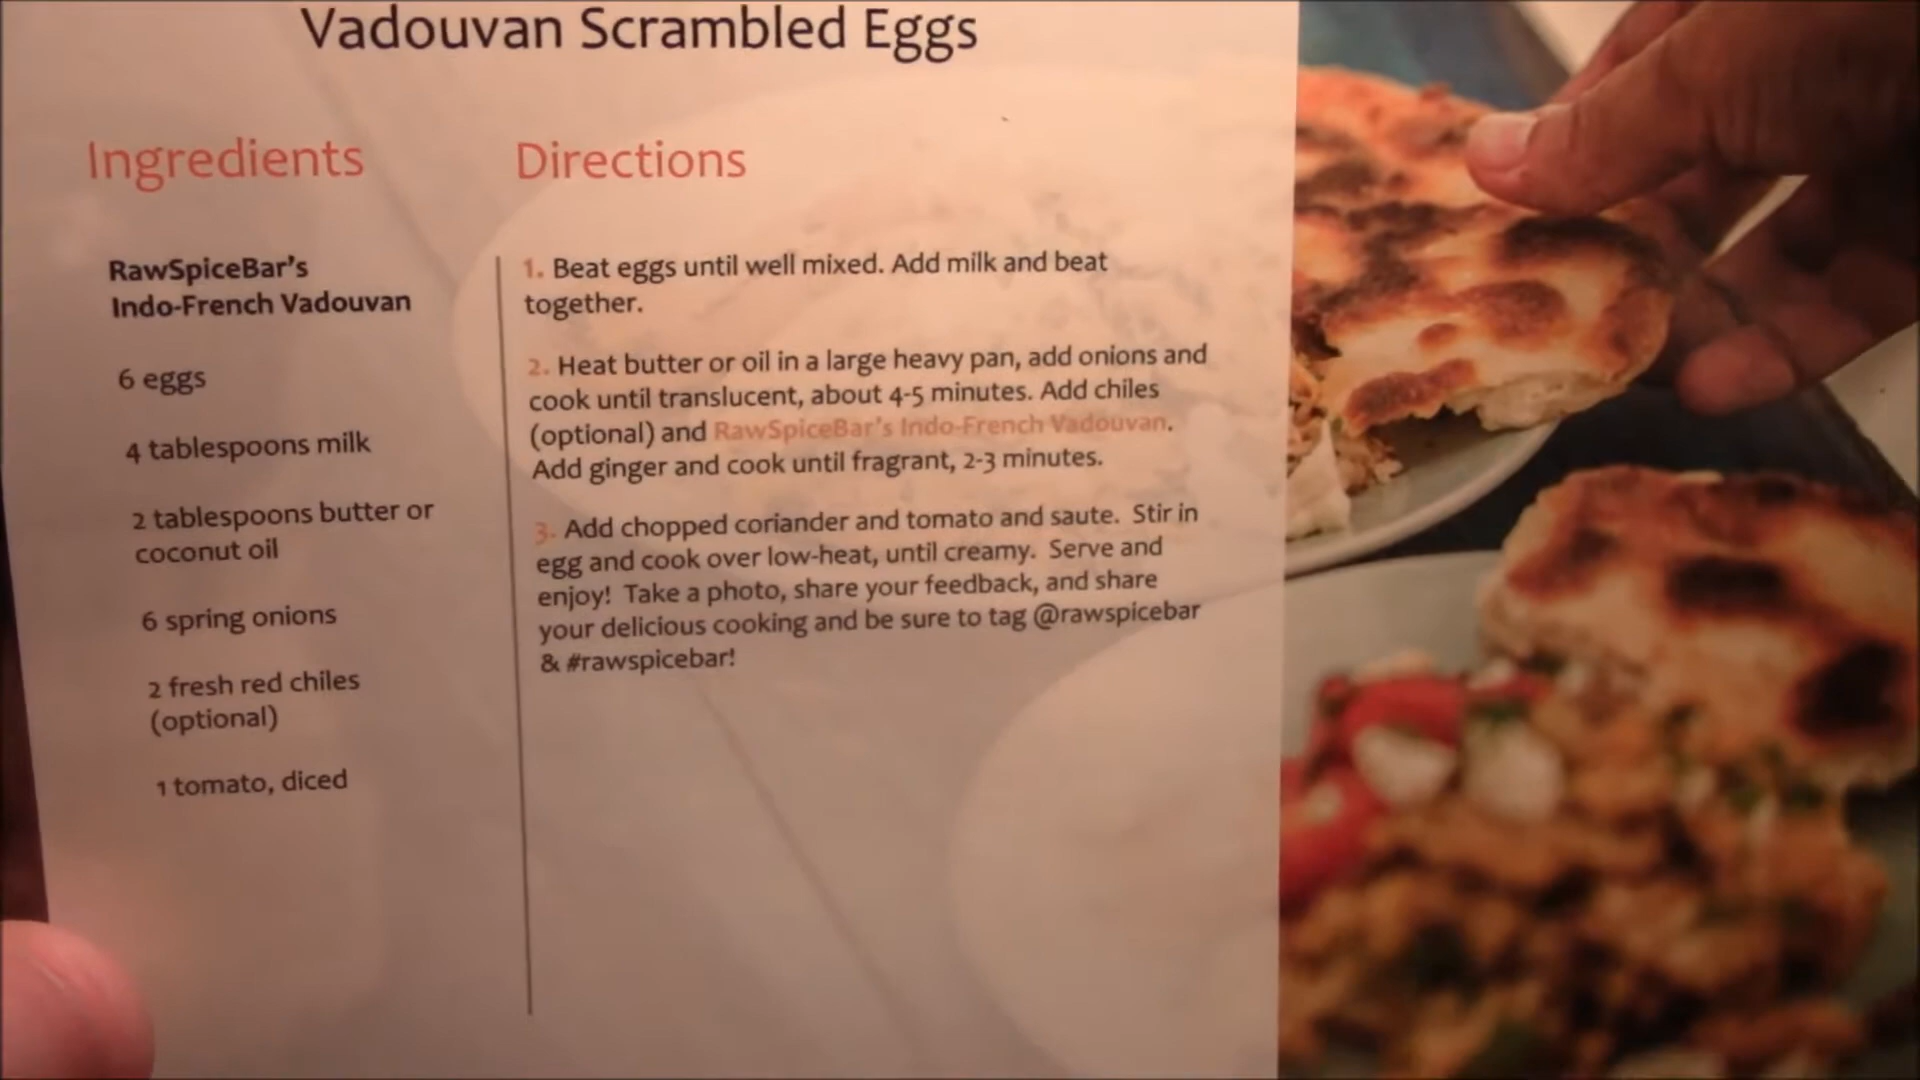 Vadouvan Scrambled Eggs
Ingredients
RawSpiceBar's
Indo-French Vadouvan
6 eggs
4 tablespoons milk
2 tablespoons butter or
coconut oil
6 spring onions
2 fresh red chiles
(optional)
1 tomato, diced
Directions
1. Beat eggs until well mixed. Add milk and beat
together.
2. Heat butter or oil in a large heavy pan, add onions and
cook until translucent, about 4-5 minutes. Add chiles
(optional) and RawSpiceBar's Indo-French Vadouvan.
Add ginger and cook until fragrant, 2-3 minutes.
3. Add chopped coriander and tomato and saute. Stir in
egg and cook over low-heat, until creamy. Serve and
enjoy! Take a photo, share your feedback, and share
your delicious cooking and be sure to tag @rawspicebar
& #rawspicebar!